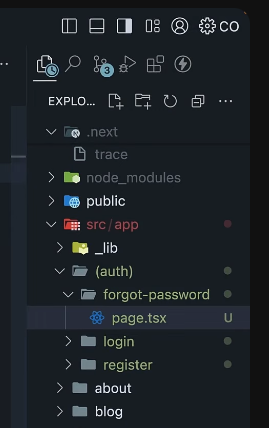 CO
3
EXPLO...
.next
trace
node_modules
public
src/app
_lib
(auth)
forgot-password
page.tsx U
login
register
about
blog